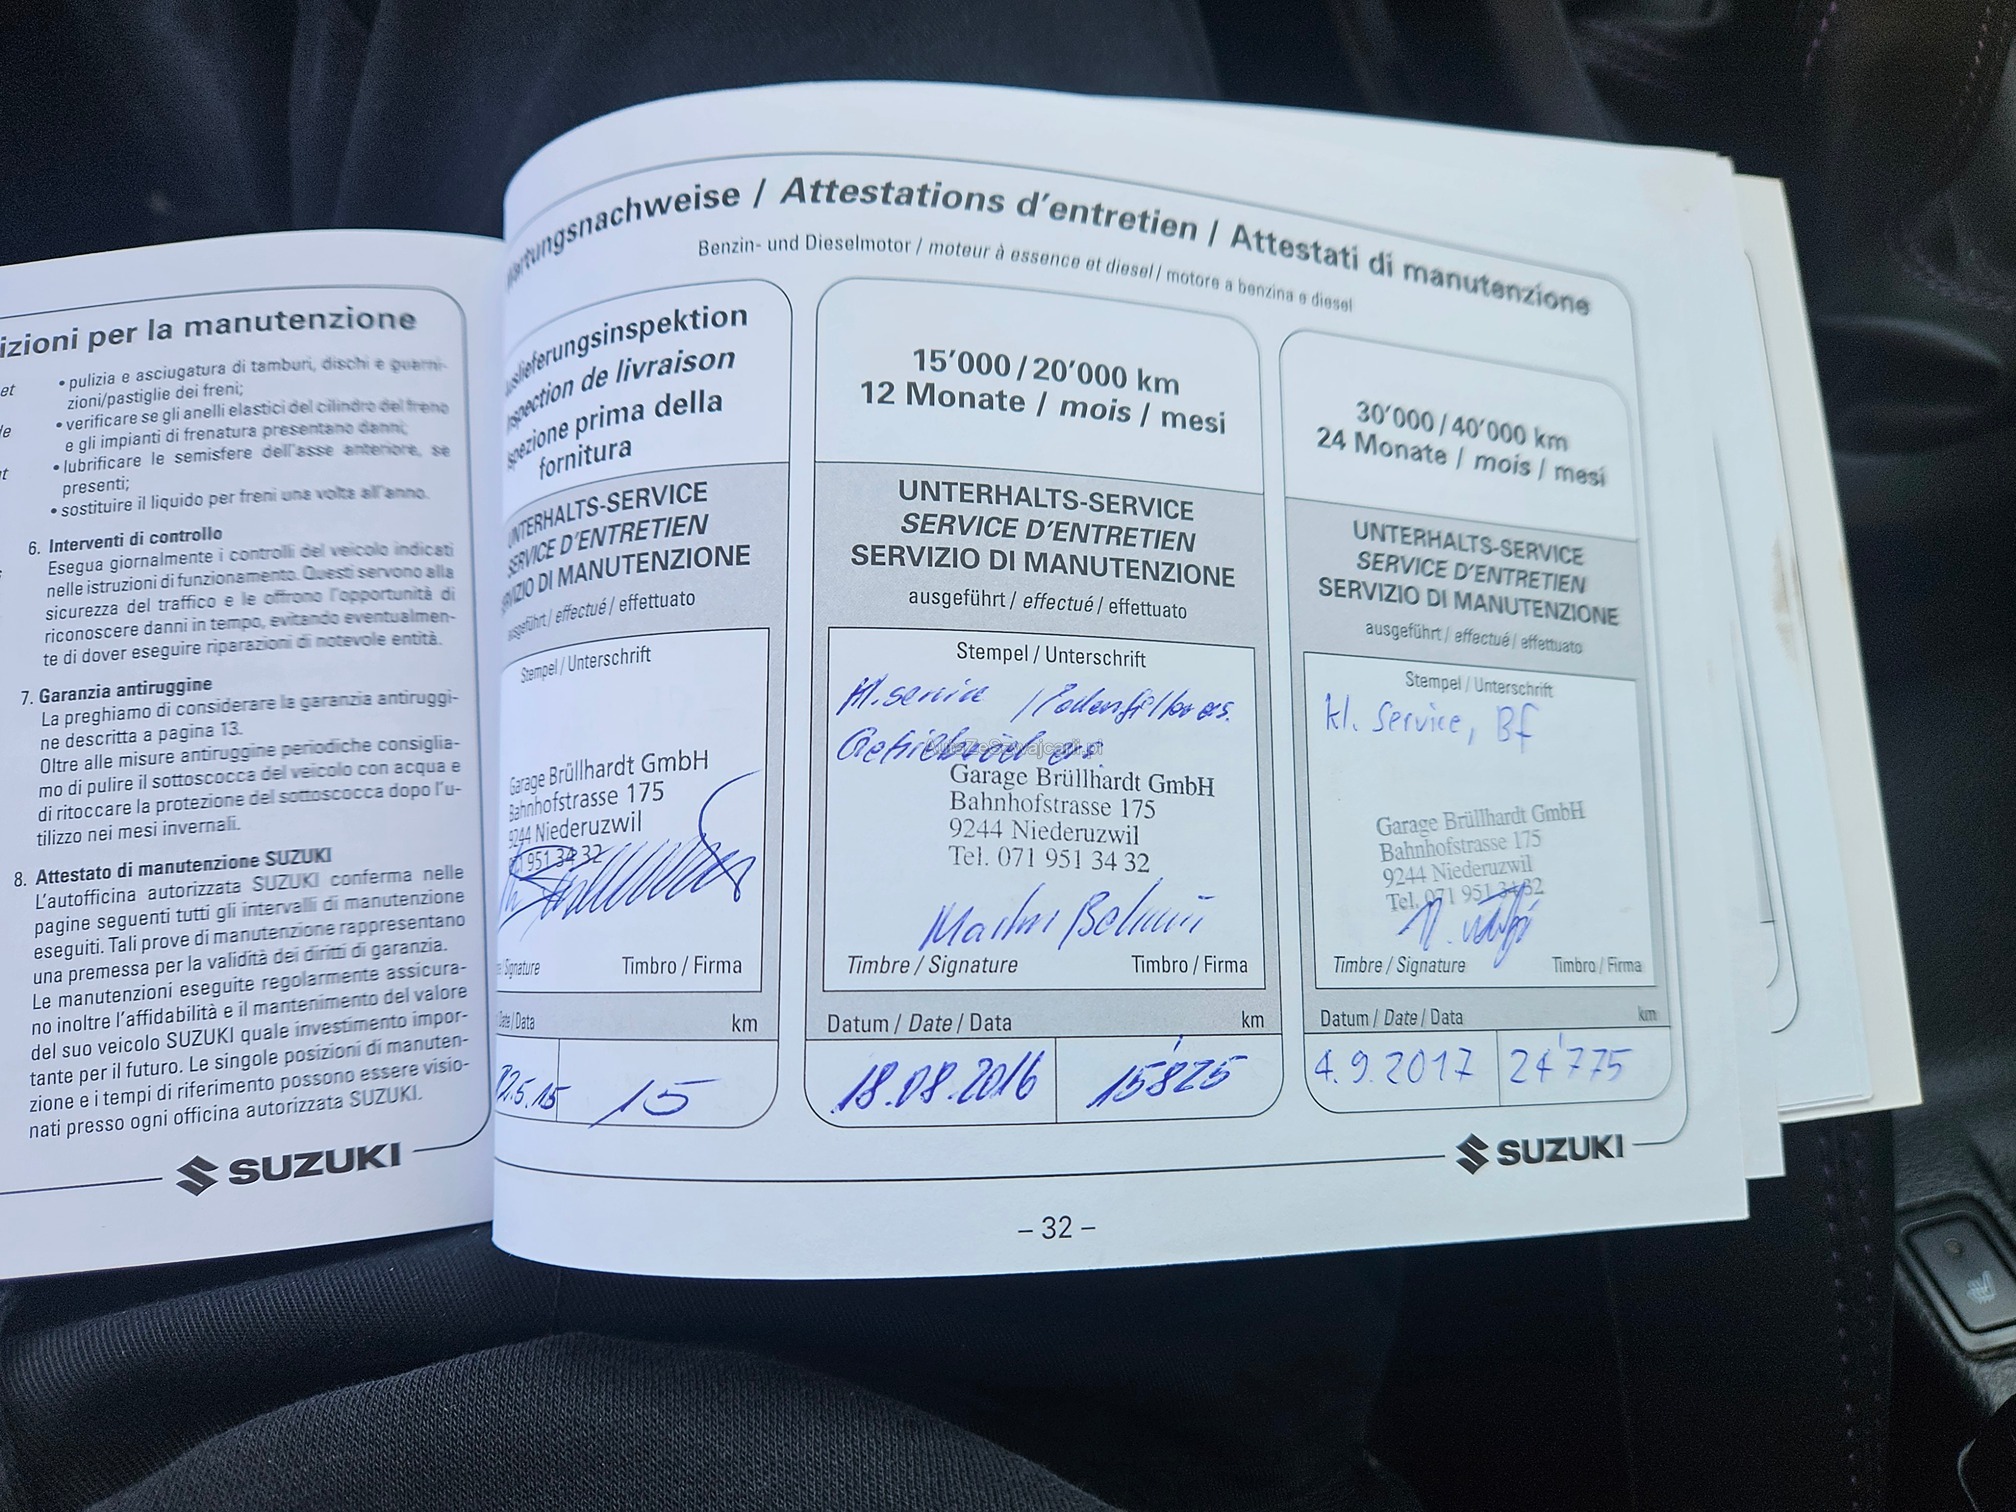 izioni per la manutenzione
et
• pulizia e asciugatura di tamburi, dischi e guarni-
zioni/pastiglie dei freni;
• verificare se gli anelli elastici del cilindro del freno
e gli impianti di frenatura presentano danni;
• lubrificare le semisfere dell'asse anteriore, se
presenti;
• sostituire il liquido per freni una volta all'anno.
6. Interventi di controllo
Esegua giornalmente i controlli del veicolo indicati
nelle istruzioni di funzionamento. Questi servono alla
sicurezza del traffico e le offrono l'opportunità di
riconoscere danni in tempo, evitando eventualmen-
te di dover eseguire riparazioni di notevole entità.
7. Garanzia antiruggine
La preghiamo di considerare la garanzia antiruggi-
ne descritta a pagina 13.
Oltre alle misure antiruggine periodiche consiglia-
mo di pulire il sottoscocca del veicolo con acqua e
di ritoccare la protezione del sottoscocca dopo l'u-
tilizzo nei mesi invernali.
8. Attestato di manutenzione SUZUKI
L'autofficina autorizzata SUZUKI conferma nelle
pagine seguenti tutti gli intervalli di manutenzione
eseguiti. Tali prove di manutenzione rappresentano
una premessa per la validità dei diritti di garanzia.
Le manutenzioni eseguite regolarmente assicura-
no inoltre l'affidabilità e il mantenimento del valore
del suo veicolo SUZUKI quale investimento impor-
tante per il futuro. Le singole posizioni di manuten-
zione e i tempi di riferimento possono essere visio-
nati presso ogni officina autorizzata SUZUKI.
SUZUKI
Wartungsnachweise / Attestations d'entretien / Attestati di manutenzione
Benzin- und Dieselmotor / moteur à essence et diesel / motore a benzina e diesel
uslieferungsinspektion
spection de livraison
spezione prima della
fornitura
UNTERHALTS-SERVICE
SERVICE D'ENTRETIEN
SERVIZIO DI MANUTENZIONE
ausgeführt / effectué / effettuato
Stempel / Unterschrift
Garage Brüllhardt GmbH
Bahnhofstrasse 175
9244 Niederuzwil
951 34 32
Signature Timbro / Firma
Date / Data km
2.5.15 15
15'000 / 20'000 km
12 Monate / mois / mesi
UNTERHALTS-SERVICE
SERVICE D'ENTRETIEN
SERVIZIO DI MANUTENZIONE
ausgeführt / effectué / effettuato
Stempel / Unterschrift
kl. service
AutoZeSzwajcarii.pl
Garage Brüllhardt GmbH
Bahnhofstrasse 175
9244 Niederuzwil
Tel. 071 951 34 32
Timbre / Signature Timbro / Firma
Datum / Date / Data km
18.08.2016 15'825
30'000 / 40'000 km
24 Monate / mois / mesi
UNTERHALTS-SERVICE
SERVICE D'ENTRETIEN
SERVIZIO DI MANUTENZIONE
ausgeführt / effectué / effettuato
Stempel / Unterschrift
kl. Service, Bf
Garage Brüllhardt GmbH
Bahnhofstrasse 175
9244 Niederuzwil
Tel. 071 951 34 32
Timbre / Signature Timbro / Firma
Datum / Date / Data km
4.9.2017 24'775
SUZUKI
– 32 –